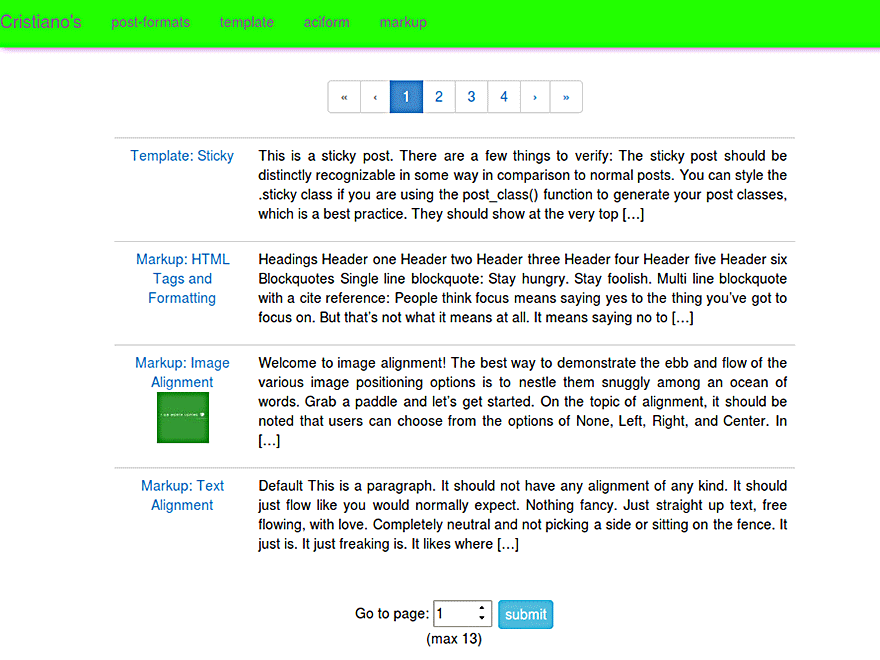 Cristiano's post-formats template aciform markup
« ‹ 1 2 3 4 › »
Template: Sticky
This is a sticky post. There are a few things to verify: The sticky post should be
distinctly recognizable in some way in comparison to normal posts. You can style the
.sticky class if you are using the post_class() function to generate your post classes,
which is a best practice. They should show at the very top [...]
Markup: HTML
Tags and
Formatting
Headings Header one Header two Header three Header four Header five Header six
Blockquotes Single line blockquote: Stay hungry. Stay foolish. Multi line blockquote
with a cite reference: People think focus means saying yes to the thing you’ve got to
focus on. But that’s not what it means at all. It means saying no to [...]
Markup: Image
Alignment
Welcome to image alignment! The best way to demonstrate the ebb and flow of the
various image positioning options is to nestle them snuggly among an ocean of
words. Grab a paddle and let’s get started. On the topic of alignment, it should be
noted that users can choose from the options of None, Left, Right, and Center. In
[...]
Markup: Text
Alignment
Default This is a paragraph. It should not have any alignment of any kind. It should
just flow like you would normally expect. Nothing fancy. Just straight up text, free
flowing, with love. Completely neutral and not picking a side or sitting on the fence. It
just is. It just freaking is. It likes where [...]
Go to page: 1 submit
(max 13)